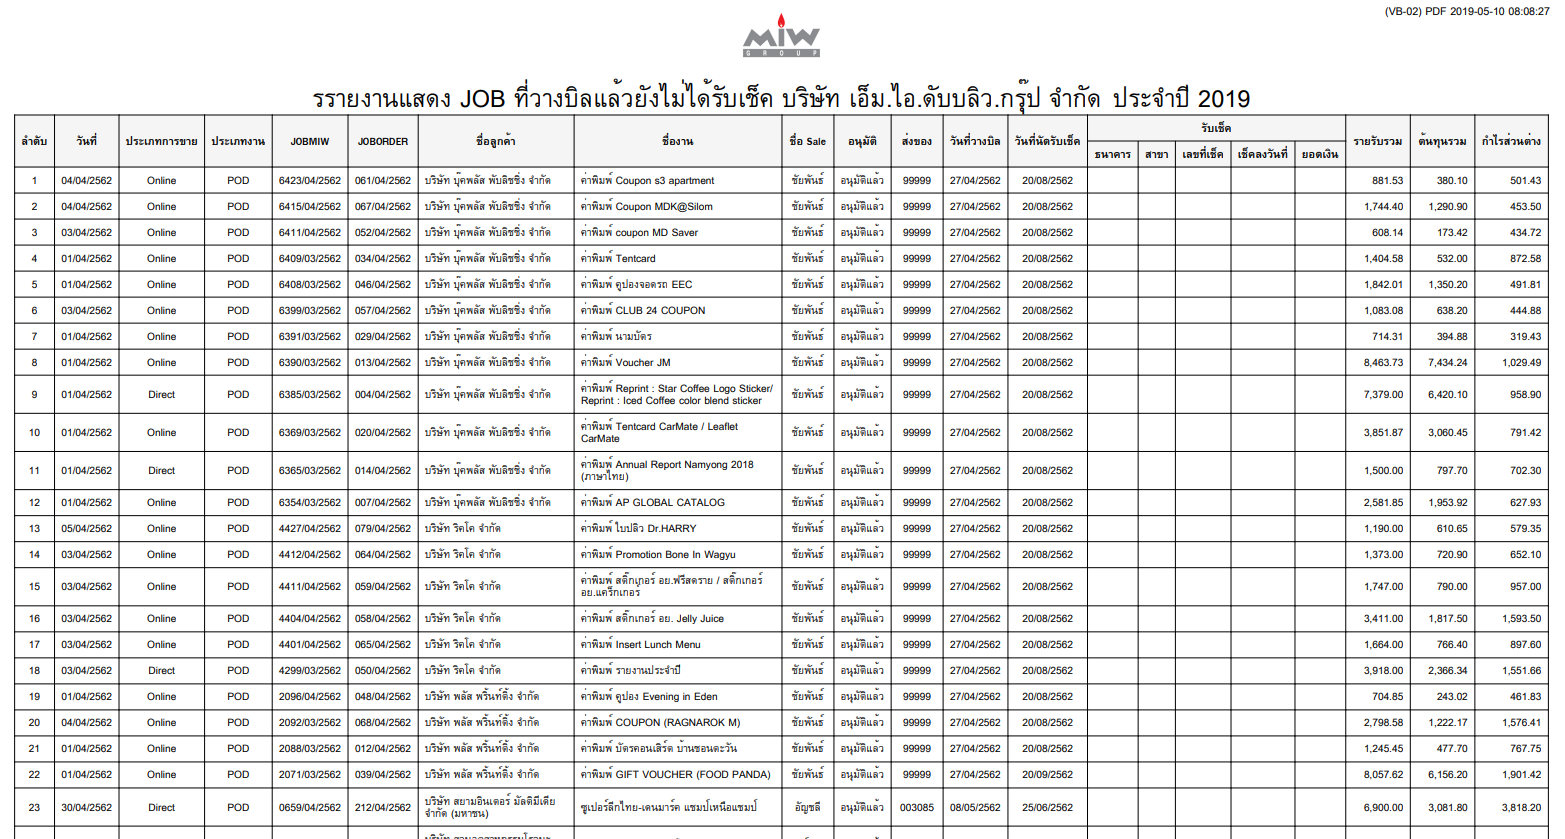 (VB-02) PDF 2019-05-10 08:08:27
MIW
GROUP
รรายงานแสดง JOB ที่วางบิลแล้วยังไม่ได้รับเช็ค บริษัท เอ็ม.ไอ.ดับบลิว.กรุ๊ป จำกัด ประจำปี 2019
ลำดับ วันที่ ประเภทการขาย ประเภทงาน JOBMIW JOBORDER ชื่อลูกค้า ชื่องาน ชื่อ Sale อนุมัติ ส่งของ วันที่วางบิล วันที่นัดรับเช็ค รับเช็ค รายรับรวม ต้นทุนรวม กำไรส่วนต่าง
ธนาคาร สาขา เลขที่เช็ค เช็คลงวันที่ ยอดเงิน
1 04/04/2562 Online POD 6423/04/2562 061/04/2562 บริษัท บุ๊คพลัส พับลิชชิ่ง จำกัด ค่าพิมพ์ Coupon s3 apartment ชัยพันธ์ อนุมัติแล้ว 99999 27/04/2562 20/08/2562 881.53 380.10 501.43
2 04/04/2562 Online POD 6415/04/2562 067/04/2562 บริษัท บุ๊คพลัส พับลิชชิ่ง จำกัด ค่าพิมพ์ Coupon MDK@Silom ชัยพันธ์ อนุมัติแล้ว 99999 27/04/2562 20/08/2562 1,744.40 1,290.90 453.50
3 03/04/2562 Online POD 6411/04/2562 052/04/2562 บริษัท บุ๊คพลัส พับลิชชิ่ง จำกัด ค่าพิมพ์ coupon MD Saver ชัยพันธ์ อนุมัติแล้ว 99999 27/04/2562 20/08/2562 608.14 173.42 434.72
4 01/04/2562 Online POD 6409/03/2562 034/04/2562 บริษัท บุ๊คพลัส พับลิชชิ่ง จำกัด ค่าพิมพ์ Tentcard ชัยพันธ์ อนุมัติแล้ว 99999 27/04/2562 20/08/2562 1,404.58 532.00 872.58
5 01/04/2562 Online POD 6408/03/2562 046/04/2562 บริษัท บุ๊คพลัส พับลิชชิ่ง จำกัด ค่าพิมพ์ คูปองจอดรถ EEC ชัยพันธ์ อนุมัติแล้ว 99999 27/04/2562 20/08/2562 1,842.01 1,350.20 491.81
6 03/04/2562 Online POD 6399/03/2562 057/04/2562 บริษัท บุ๊คพลัส พับลิชชิ่ง จำกัด ค่าพิมพ์ CLUB 24 COUPON ชัยพันธ์ อนุมัติแล้ว 99999 27/04/2562 20/08/2562 1,083.08 638.20 444.88
7 01/04/2562 Online POD 6391/03/2562 029/04/2562 บริษัท บุ๊คพลัส พับลิชชิ่ง จำกัด ค่าพิมพ์ นามบัตร ชัยพันธ์ อนุมัติแล้ว 99999 27/04/2562 20/08/2562 714.31 394.88 319.43
8 01/04/2562 Online POD 6390/03/2562 013/04/2562 บริษัท บุ๊คพลัส พับลิชชิ่ง จำกัด ค่าพิมพ์ Voucher JM ชัยพันธ์ อนุมัติแล้ว 99999 27/04/2562 20/08/2562 8,463.73 7,434.24 1,029.49
9 01/04/2562 Direct POD 6385/03/2562 004/04/2562 บริษัท บุ๊คพลัส พับลิชชิ่ง จำกัด ค่าพิมพ์ Reprint : Star Coffee Logo Sticker/
Reprint : Iced Coffee color blend sticker ชัยพันธ์ อนุมัติแล้ว 99999 27/04/2562 20/08/2562 7,379.00 6,420.10 958.90
10 01/04/2562 Online POD 6369/03/2562 020/04/2562 บริษัท บุ๊คพลัส พับลิชชิ่ง จำกัด ค่าพิมพ์ Tentcard CarMate / Leaflet
CarMate ชัยพันธ์ อนุมัติแล้ว 99999 27/04/2562 20/08/2562 3,851.87 3,060.45 791.42
11 01/04/2562 Direct POD 6365/03/2562 014/04/2562 บริษัท บุ๊คพลัส พับลิชชิ่ง จำกัด ค่าพิมพ์ Annual Report Namyong 2018
(ภาษาไทย) ชัยพันธ์ อนุมัติแล้ว 99999 27/04/2562 20/08/2562 1,500.00 797.70 702.30
12 01/04/2562 Online POD 6354/03/2562 007/04/2562 บริษัท บุ๊คพลัส พับลิชชิ่ง จำกัด ค่าพิมพ์ AP GLOBAL CATALOG ชัยพันธ์ อนุมัติแล้ว 99999 27/04/2562 20/08/2562 2,581.85 1,953.92 627.93
13 05/04/2562 Online POD 4427/04/2562 079/04/2562 บริษัท ริคโค จำกัด ค่าพิมพ์ ใบปลิว Dr.HARRY ชัยพันธ์ อนุมัติแล้ว 99999 27/04/2562 20/08/2562 1,190.00 610.65 579.35
14 03/04/2562 Online POD 4412/04/2562 064/04/2562 บริษัท ริคโค จำกัด ค่าพิมพ์ Promotion Bone In Wagyu ชัยพันธ์ อนุมัติแล้ว 99999 27/04/2562 20/08/2562 1,373.00 720.90 652.10
15 03/04/2562 Online POD 4411/04/2562 059/04/2562 บริษัท ริคโค จำกัด ค่าพิมพ์ สติ๊กเกอร์ อย.ฟรีสดราย / สติ๊กเกอร์
อย.แคร็กเกอร์ ชัยพันธ์ อนุมัติแล้ว 99999 27/04/2562 20/08/2562 1,747.00 790.00 957.00
16 03/04/2562 Online POD 4404/04/2562 058/04/2562 บริษัท ริคโค จำกัด ค่าพิมพ์ สติ๊กเกอร์ อย. Jelly Juice ชัยพันธ์ อนุมัติแล้ว 99999 27/04/2562 20/08/2562 3,411.00 1,817.50 1,593.50
17 03/04/2562 Online POD 4401/04/2562 065/04/2562 บริษัท ริคโค จำกัด ค่าพิมพ์ Insert Lunch Menu ชัยพันธ์ อนุมัติแล้ว 99999 27/04/2562 20/08/2562 1,664.00 766.40 897.60
18 03/04/2562 Direct POD 4299/03/2562 050/04/2562 บริษัท ริคโค จำกัด ค่าพิมพ์ รายงานประจำปี ชัยพันธ์ อนุมัติแล้ว 99999 27/04/2562 20/08/2562 3,918.00 2,366.34 1,551.66
19 01/04/2562 Online POD 2096/04/2562 048/04/2562 บริษัท พลัส พริ้นท์ติ้ง จำกัด ค่าพิมพ์ คูปอง Evening in Eden ชัยพันธ์ อนุมัติแล้ว 99999 27/04/2562 20/08/2562 704.85 243.02 461.83
20 04/04/2562 Online POD 2092/03/2562 068/04/2562 บริษัท พลัส พริ้นท์ติ้ง จำกัด ค่าพิมพ์ COUPON (RAGNAROK M) ชัยพันธ์ อนุมัติแล้ว 99999 27/04/2562 20/08/2562 2,798.58 1,222.17 1,576.41
21 01/04/2562 Online POD 2088/03/2562 012/04/2562 บริษัท พลัส พริ้นท์ติ้ง จำกัด ค่าพิมพ์ บัตรคอนเสิร์ต บ้านชอนตะวัน ชัยพันธ์ อนุมัติแล้ว 99999 27/04/2562 20/08/2562 1,245.45 477.70 767.75
22 01/04/2562 Online POD 2071/03/2562 039/04/2562 บริษัท พลัส พริ้นท์ติ้ง จำกัด ค่าพิมพ์ GIFT VOUCHER (FOOD PANDA) ชัยพันธ์ อนุมัติแล้ว 99999 27/04/2562 20/09/2562 8,057.62 6,156.20 1,901.42
23 30/04/2562 Direct POD 0659/04/2562 212/04/2562 บริษัท สยามอินเตอร์ มัลติมีเดีย
จำกัด (มหาชน) ซูเปอร์ลีกไทย-เดนมาร์ค แชมป์เหนือแชมป์ อัญชลี อนุมัติแล้ว 003085 08/05/2562 25/06/2562 6,900.00 3,081.80 3,818.20